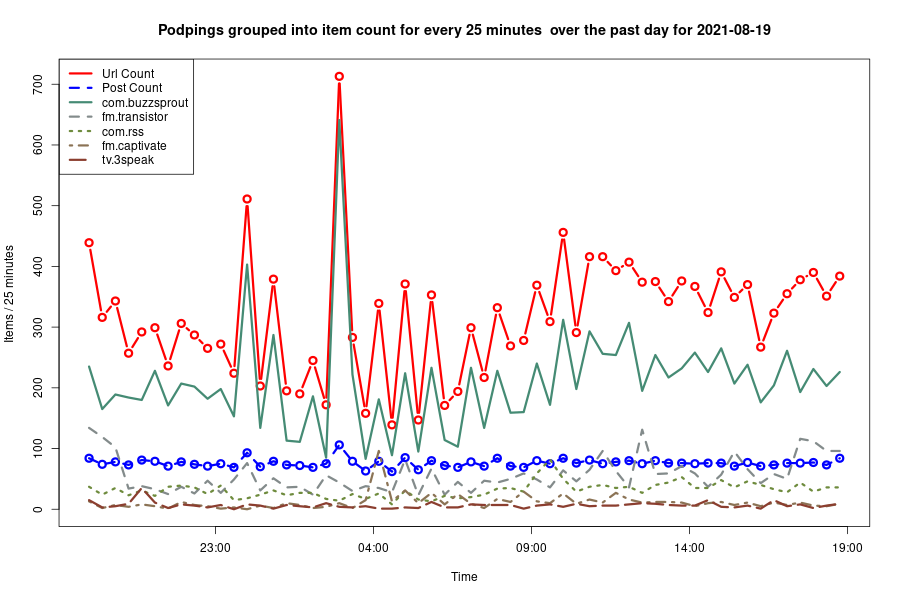 Podpings grouped into item count for every 25 minutes  over the past day for 2021-08-19
Url Count
Post Count
com.buzzsprout
fm.transistor
com.rss
fm.captivate
tv.3speak
Items / 25 minutes
700
600
500
400
300
200
100
0
23:00
04:00
09:00
14:00
19:00
Time